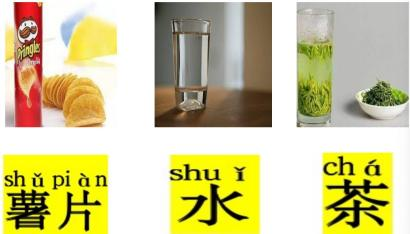 Pringles
shǔ piàn
薯片
shuǐ
水
chá
茶